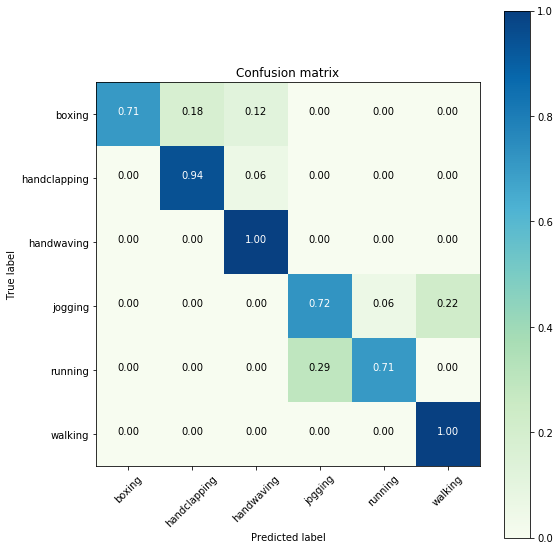 Confusion matrix
True label
boxing 0.71 0.18 0.12 0.00 0.00 0.00
handclapping 0.00 0.94 0.06 0.00 0.00 0.00
handwaving 0.00 0.00 1.00 0.00 0.00 0.00
jogging 0.00 0.00 0.00 0.72 0.06 0.22
running 0.00 0.00 0.00 0.29 0.71 0.00
walking 0.00 0.00 0.00 0.00 0.00 1.00
boxing handclapping handwaving jogging running walking
Predicted label
1.0
0.8
0.6
0.4
0.2
0.0